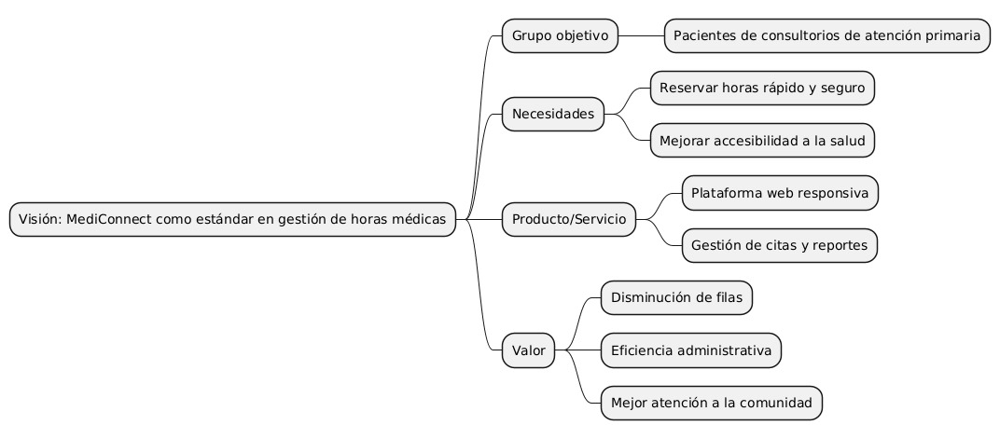 Visión: MediConnect como estándar en gestión de horas médicas
Grupo objetivo
Pacientes de consultorios de atención primaria
Necesidades
Reservar horas rápido y seguro
Mejorar accesibilidad a la salud
Producto/Servicio
Plataforma web responsiva
Gestión de citas y reportes
Valor
Disminución de filas
Eficiencia administrativa
Mejor atención a la comunidad